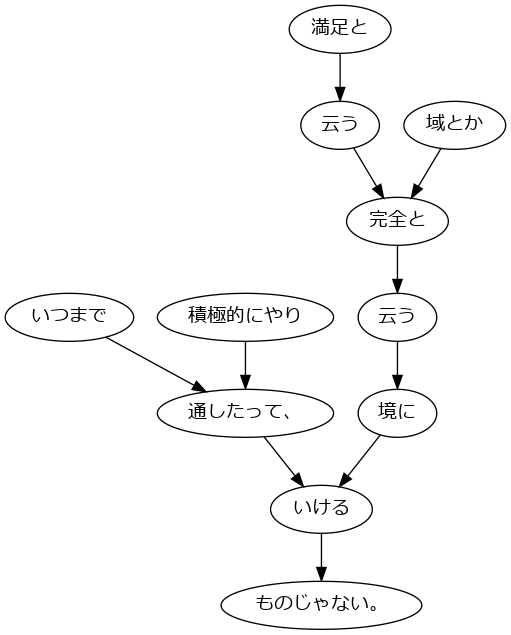 満足と
云う
域とか
完全と
いつまで
積極的にやり
云う
通したって、
境に
いける
ものじゃない。